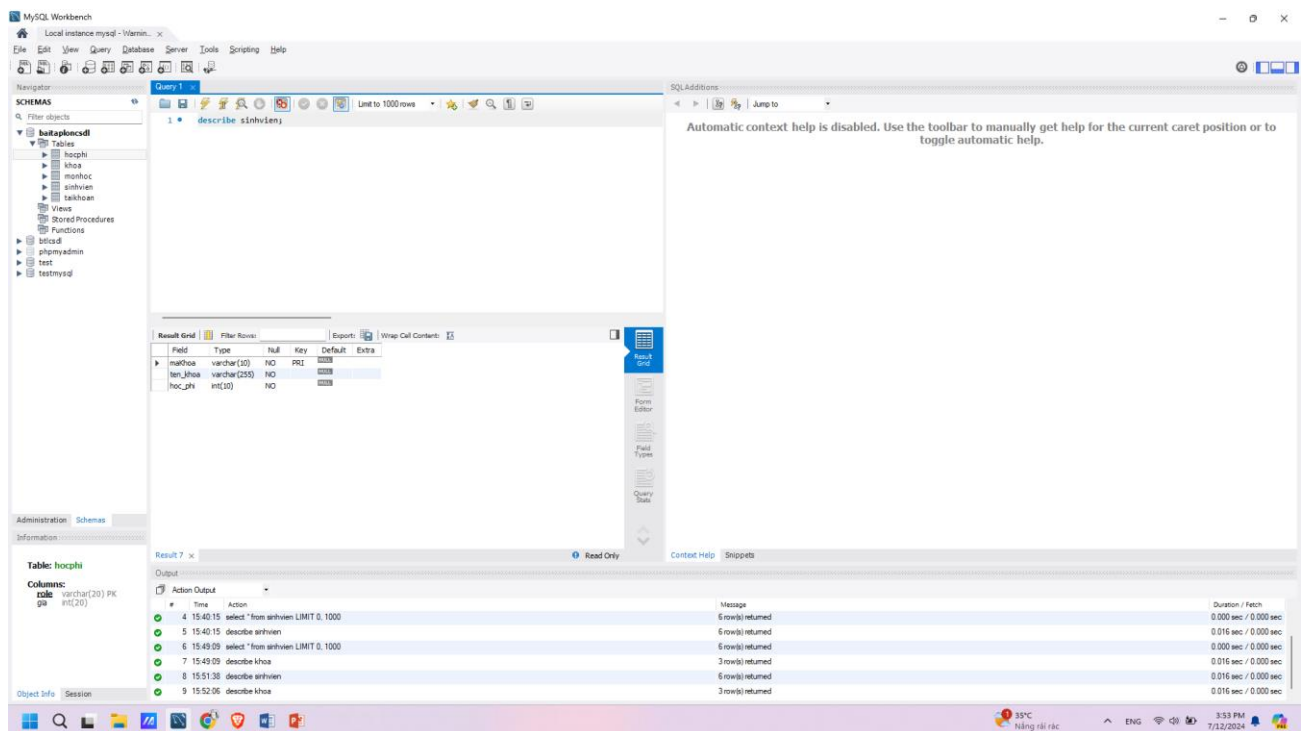 MySQL Workbench
Local instance mysql - Warnin... ×
File Edit View Query Database Server Tools Scripting Help
Navigator
SCHEMAS
Filter objects
baitaploncsdl
Tables
hocphi
khoa
monhoc
sinhvien
taikhoan
Views
Stored Procedures
Functions
btlcsdl
phpmyadmin
test
testmysql
Administration Schemas
Information
Table: hocphi
Columns:
role varchar(20) PK
gia int(20)
Object Info Session
Query 1 ×
Limit to 1000 rows
1 describe sinhvien;
Result Grid Filter Rows: Export: Wrap Cell Content:
Field Type Null Key Default Extra
maKhoa varchar(10) NO PRI NULL
ten_khoa varchar(255) NO NULL
hoc_phi int(10) NO NULL
Result Grid
Form Editor
Field Types
Query Stats
Result 7 × Read Only
SQLAdditions
Jump to
Automatic context help is disabled. Use the toolbar to manually get help for the current caret position or to
toggle automatic help.
Context Help Snippets
Output
Action Output
# Time Action Message Duration / Fetch
4 15:40:15 select * from sinhvien LIMIT 0, 1000 6 row(s) returned 0.000 sec / 0.000 sec
5 15:40:15 describe sinhvien 6 row(s) returned 0.016 sec / 0.000 sec
6 15:49:09 select * from sinhvien LIMIT 0, 1000 6 row(s) returned 0.000 sec / 0.000 sec
7 15:49:09 describe khoa 3 row(s) returned 0.016 sec / 0.000 sec
8 15:51:38 describe sinhvien 6 row(s) returned 0.016 sec / 0.000 sec
9 15:52:06 describe khoa 3 row(s) returned 0.016 sec / 0.000 sec
1 35°C
Nắng rải rác
ENG
3:53 PM
7/12/2024